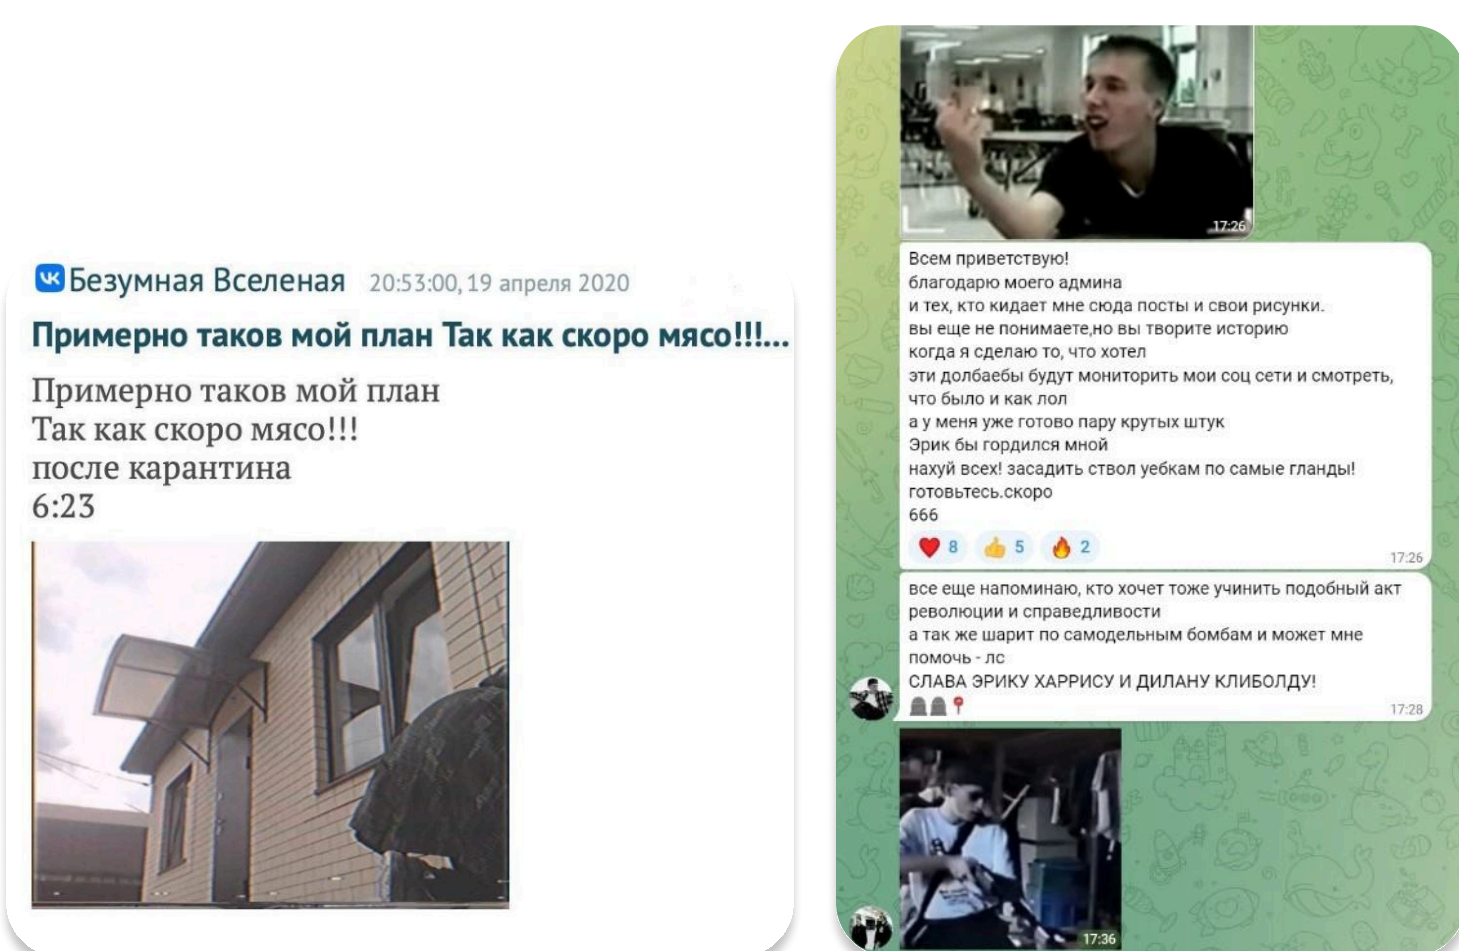 Безумная Вселеная 20:53:00, 19 апреля 2020
Примерно таков мой план Так как скоро мясо!!!...
Примерно таков мой план
Так как скоро мясо!!!
после карантина
6:23
17:26
Всем приветствую!
благодарю моего админа
и тех, кто кидает мне сюда посты и свои рисунки.
вы еще не понимаете,но вы творите историю
когда я сделаю то, что хотел
эти долбаебы будут мониторить мои соц сети и смотреть,
что было и как лол
а у меня уже готово пару крутых штук
Эрик бы гордился мной
нахуй всех! засадить ствол уебкам по самые гланды!
готовьтесь.скоро
666
8 5 2
17:26
все еще напоминаю, кто хочет тоже учинить подобный акт
революции и справедливости
а так же шарит по самодельным бомбам и может мне
помочь - лс
СЛАВА ЭРИКУ ХАРРИСУ И ДИЛАНУ КЛИБОЛДУ!
17:28
17:36